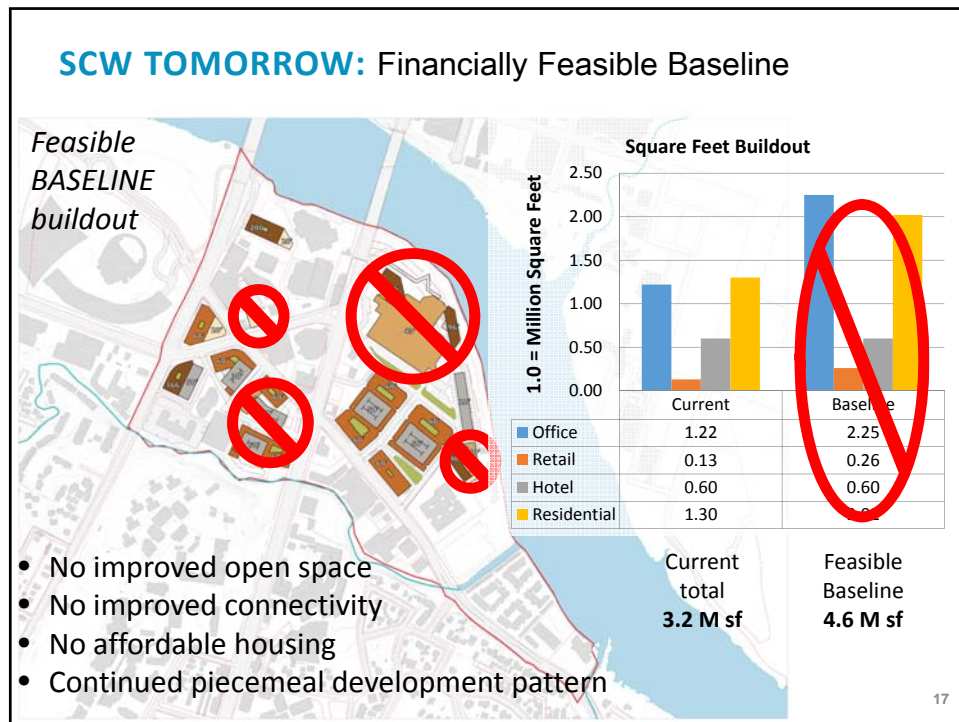 SCW TOMORROW: Financially Feasible Baseline
Feasible
BASELINE
buildout
Square Feet Buildout
1.0 = Million Square Feet
2.50
2.00
1.50
1.00
0.50
0.00
Current Baseline
Office 1.22 2.25
Retail 0.13 0.26
Hotel 0.60 0.60
Residential 1.30
• No improved open space
• No improved connectivity
• No affordable housing
• Continued piecemeal development pattern
Current
total
3.2 M sf
Feasible
Baseline
4.6 M sf
17